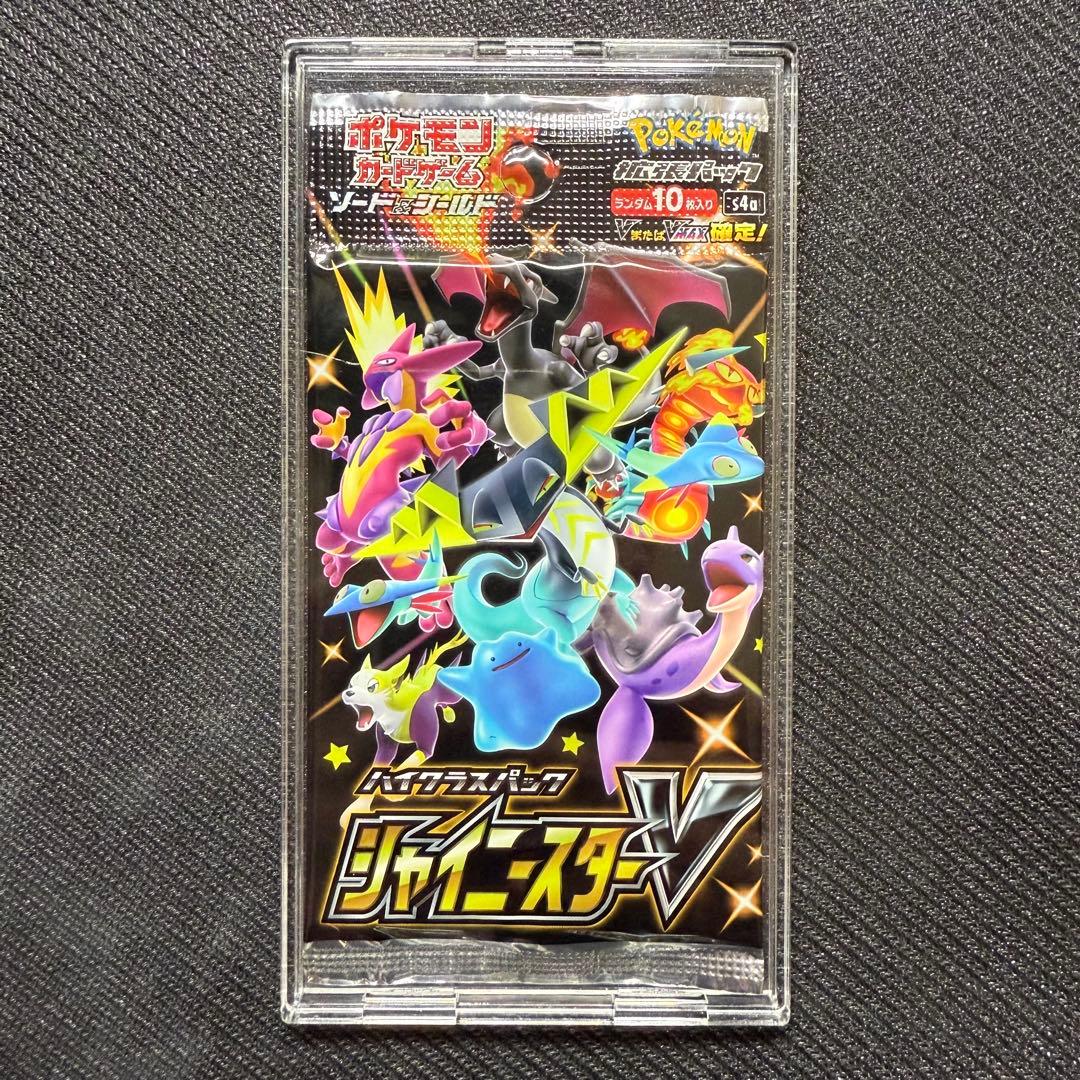 ポケモン
カードゲーム
ソード&シールド
POKÉMON
拡張パック
ランダム10枚入り s4a
VまたはVMAX確定!
ハイクラスパック
シャイニースターV